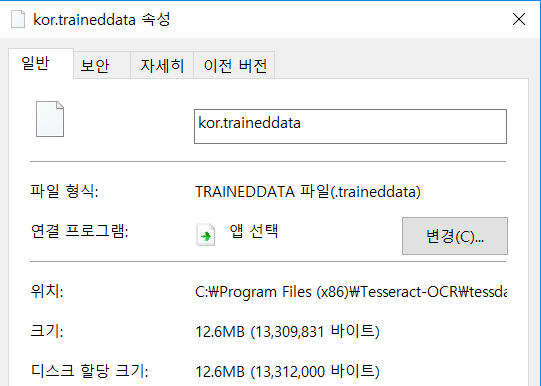 kor.traineddata 속성
일반 보안 자세히 이전 버전
kor.traineddata
파일 형식: TRAINEDDATA 파일(.traineddata)
연결 프로그램: 앱 선택 변경(C)...
위치: C:₩Program Files (x86)₩Tesseract-OCR₩tessda
크기: 12.6MB (13,309,831 바이트)
디스크 할당 크기: 12.6MB (13,312,000 바이트)